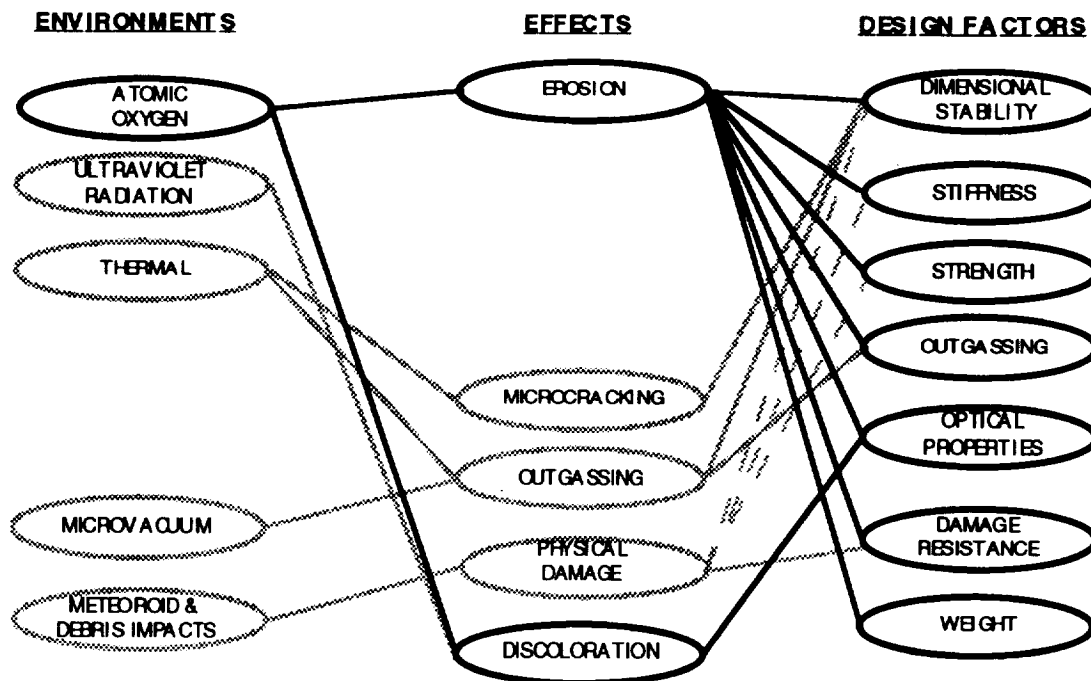 ENVIRONMENTS
EFFECTS
DESIGN FACTORS
ATOMIC
OXYGEN
ULTRAVIOLET
RADIATION
THERMAL
MICROVACUUM
METEOROID &
DEBRIS IMPACTS
EROSION
MICROCRACKING
OUTGASSING
PHYSICAL
DAMAGE
DISCOLORATION
DIMENSIONAL
STABILITY
STIFFNESS
STRENGTH
OUTGASSING
OPTICAL
PROPERTIES
DAMAGE
RESISTANCE
WEIGHT